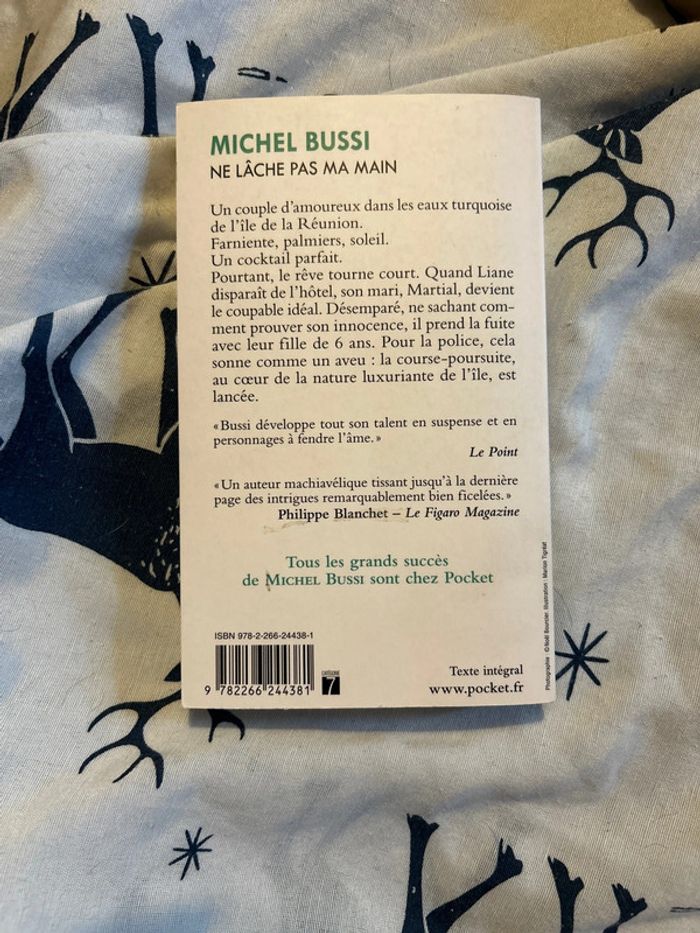 MICHEL BUSSI
NE LÂCHE PAS MA MAIN
Un couple d'amoureux dans les eaux turquoise
de l'île de la Réunion.
Farniente, palmiers, soleil.
Un cocktail parfait.
Pourtant, le rêve tourne court. Quand Liane
disparaît de l'hôtel, son mari, Martial, devient
le coupable idéal. Désemparé, ne sachant com-
ment prouver son innocence, il prend la fuite
avec leur fille de 6 ans. Pour la police, cela
sonne comme un aveu : la course-poursuite,
au cœur de la nature luxuriante de l'île, est
lancée.
« Bussi développe tout son talent en suspense et en
personnages à fendre l'âme. »
Le Point
« Un auteur machiavélique tissant jusqu'à la dernière
page des intrigues remarquablement bien ficelées. »
Philippe Blanchet – Le Figaro Magazine
Tous les grands succès
de MICHEL BUSSI sont chez Pocket
ISBN 978-2-266-24438-1
9 782266 244381
CATÉGORIE
7
Texte intégral
www.pocket.fr
Photographie : © Noël Bourcier. Illustration : Marion Tigréat